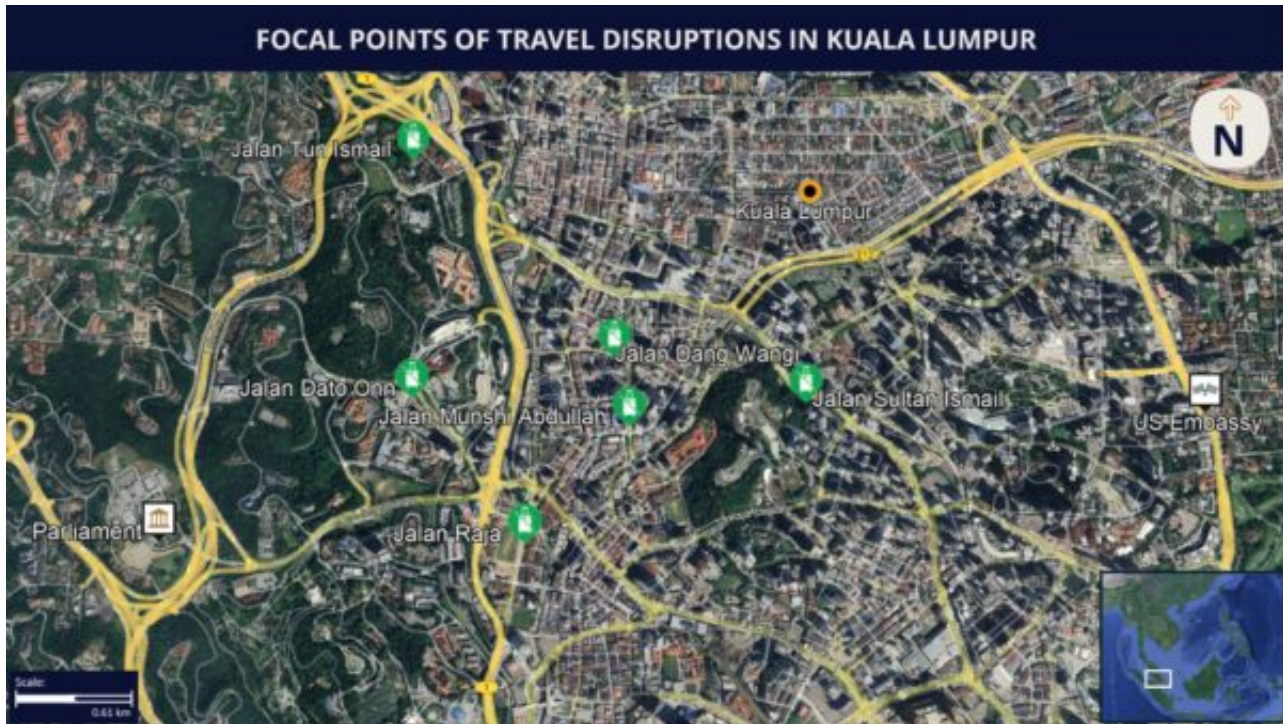 FOCAL POINTS OF TRAVEL DISRUPTIONS IN KUALA LUMPUR
N
Jalan Tun Ismail
Kuala Lumpur
Jalan Dang Wangi
Jalan Dato Onn
Jalan Sultan Ismail
Jalan Munshi Abdullah
US Embassy
Parliament
Jalan Raja
Scale:
0.61 km